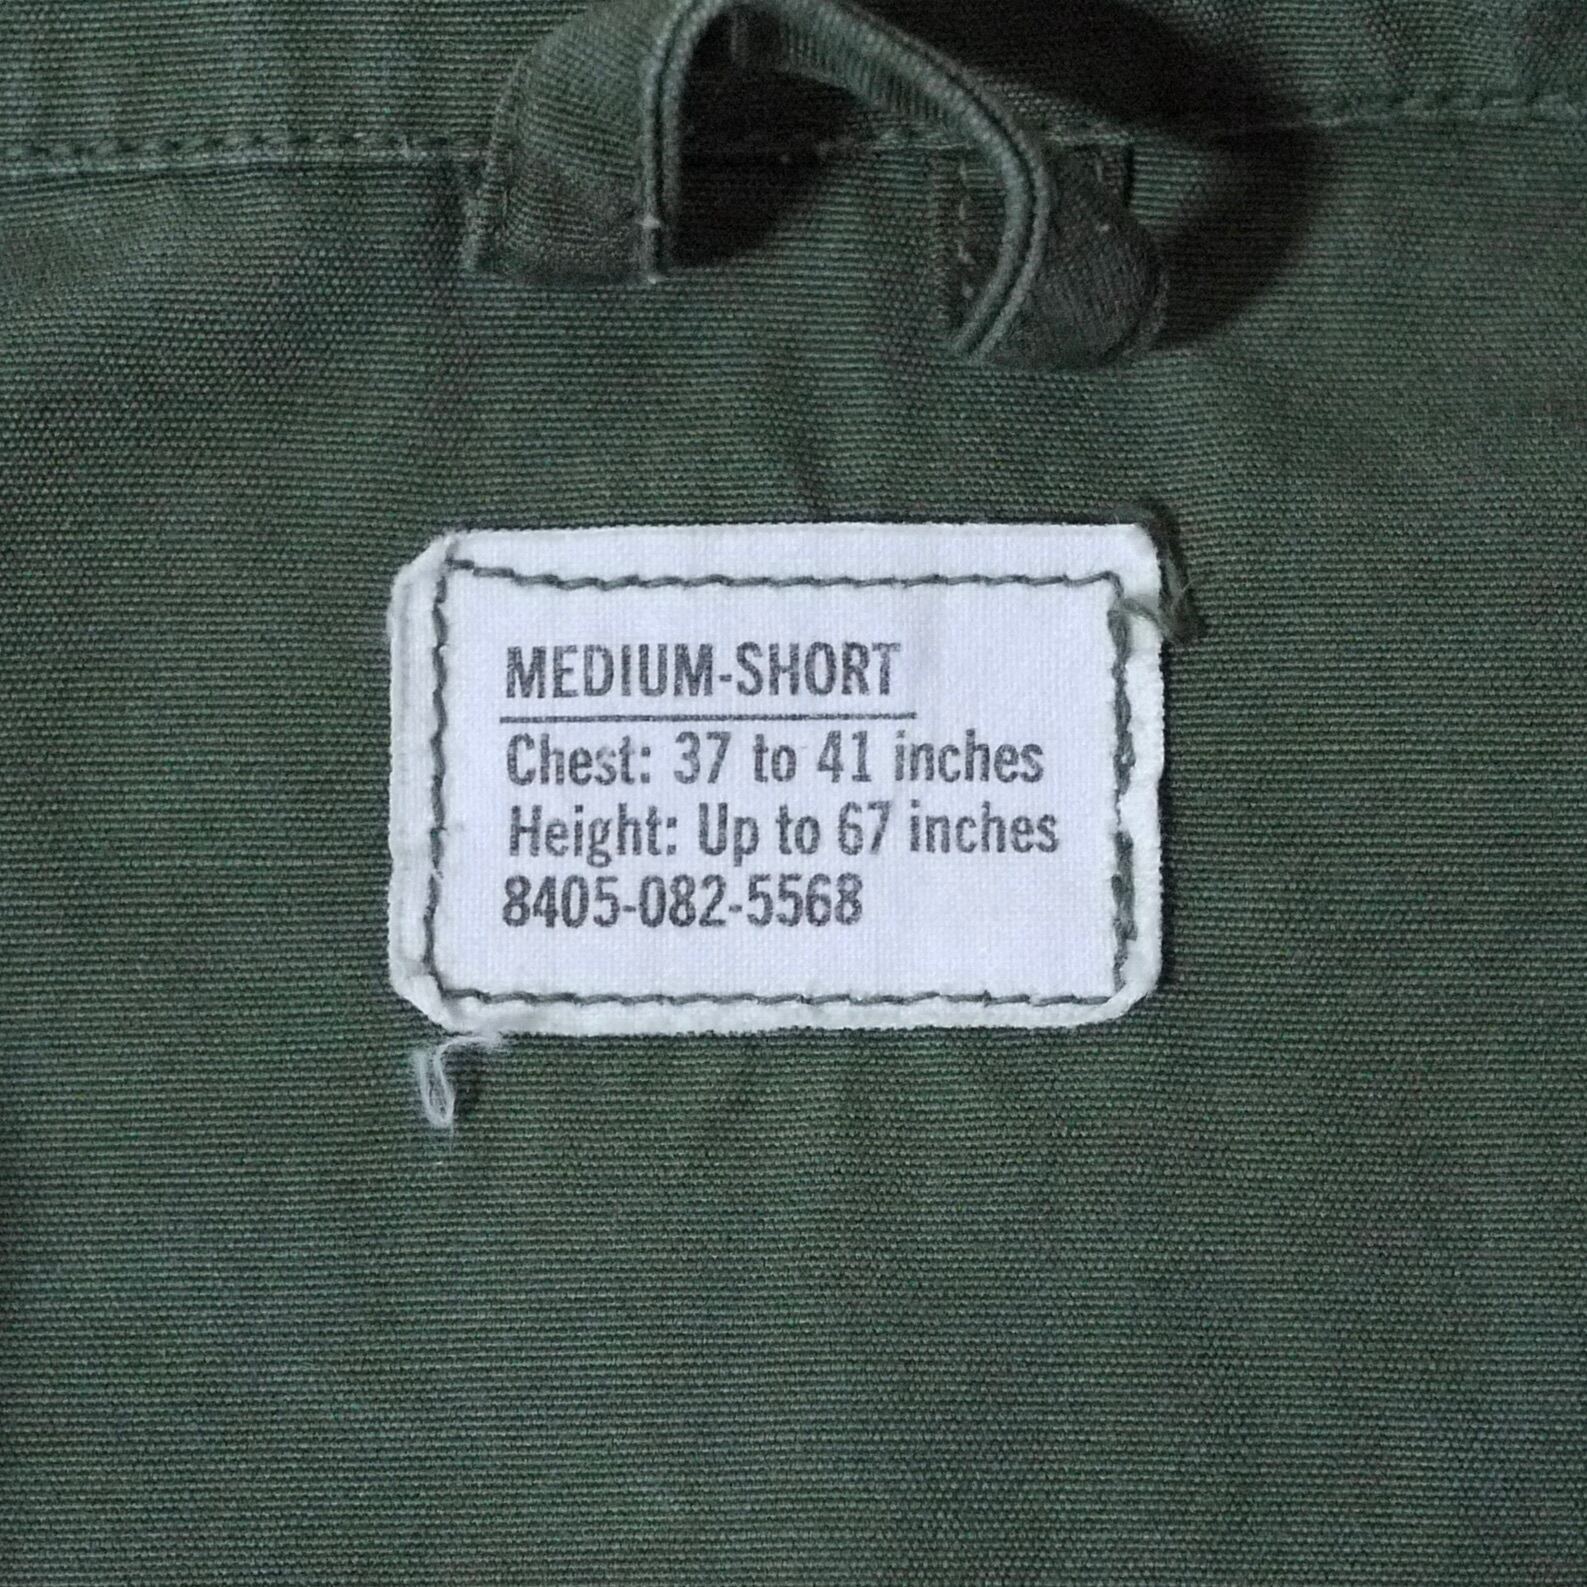 MEDIUM-SHORT
Chest: 37 to 41 inches
Height: Up to 67 inches
8405-082-5568